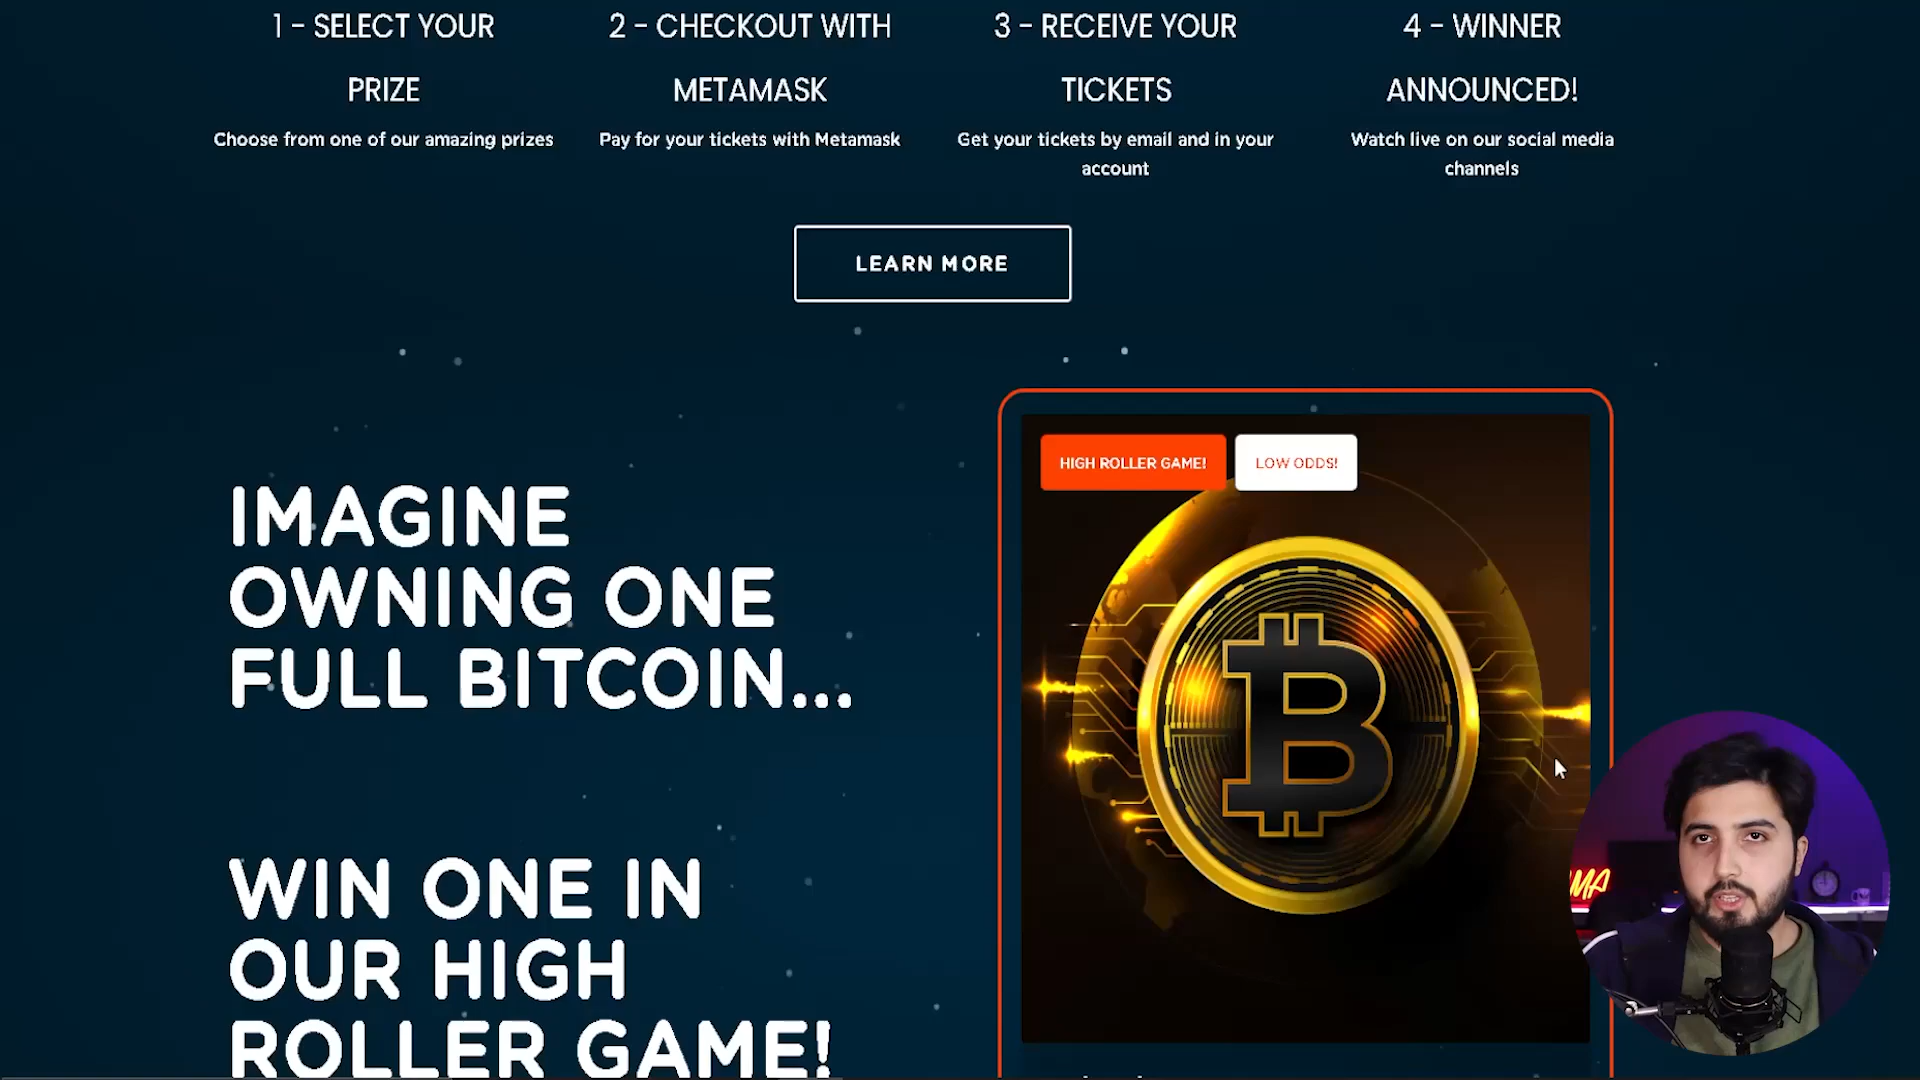 1 - SELECT YOUR
PRIZE
Choose from one of our amazing prizes
2 - CHECKOUT WITH
METAMASK
Pay for your tickets with Metamask
3 - RECEIVE YOUR
TICKETS
Get your tickets by email and in your
account
4 - WINNER
ANNOUNCED!
Watch live on our social media
channels
LEARN MORE
IMAGINE
OWNING ONE
FULL BITCOIN...
WIN ONE IN
OUR HIGH
ROLLER GAME!
HIGH ROLLER GAME!
LOW ODDS!